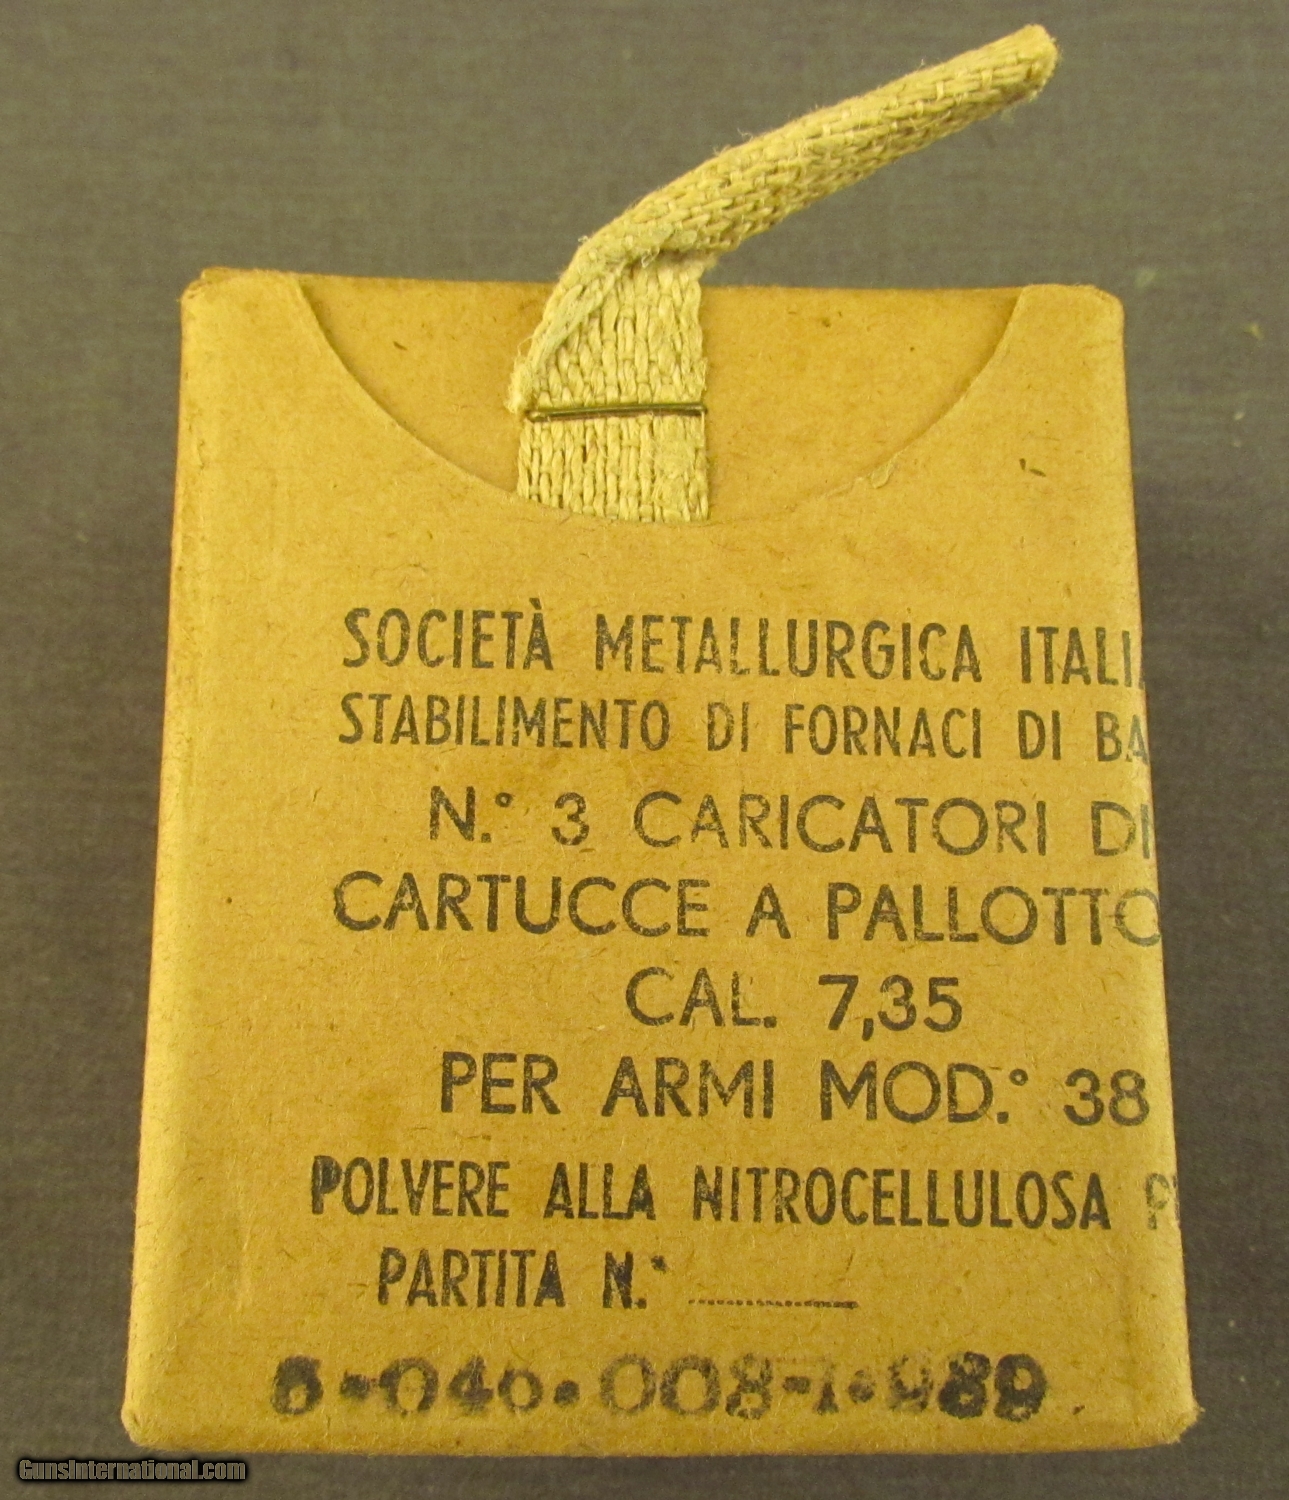 SOCIETÀ METALLURGICA ITALI
STABILIMENTO DI FORNACI DI BA
N.° 3 CARICATORI DI
CARTUCCE A PALLOTTO
CAL. 7,35
PER ARMI MOD.° 38
POLVERE ALLA NITROCELLULOSA
PARTITA N.°
GunsInternational.com